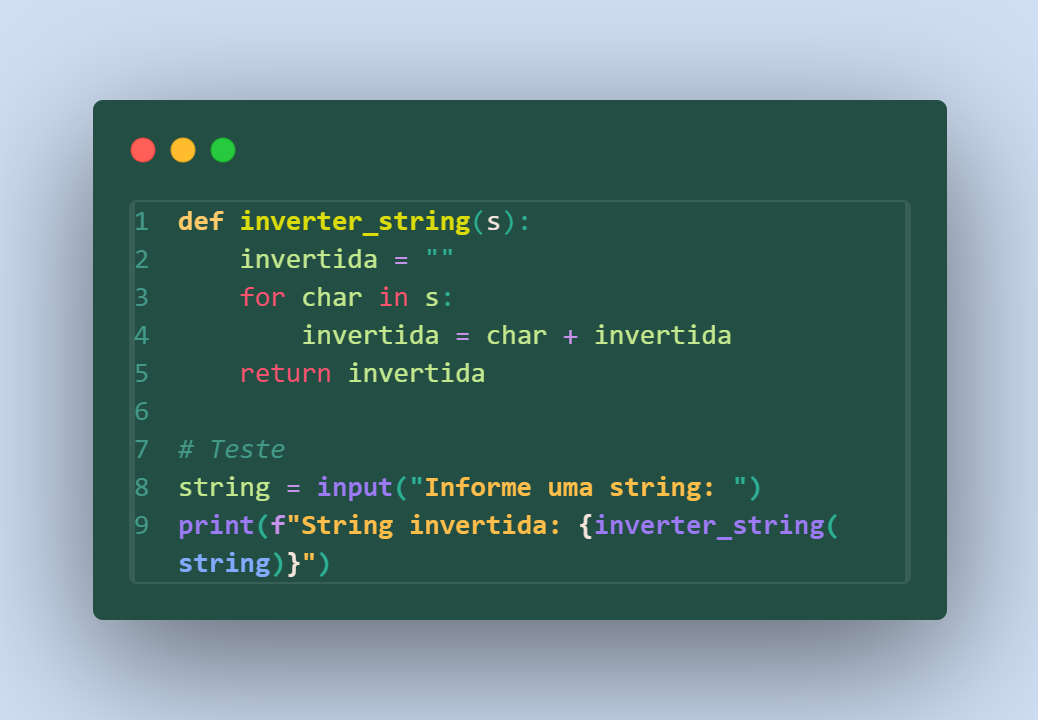 1 def inverter_string(s):
2     invertida = ""
3     for char in s:
4         invertida = char + invertida
5     return invertida
6
7 # Teste
8 string = input("Informe uma string: ")
9 print(f"String invertida: {inverter_string(
string)}")